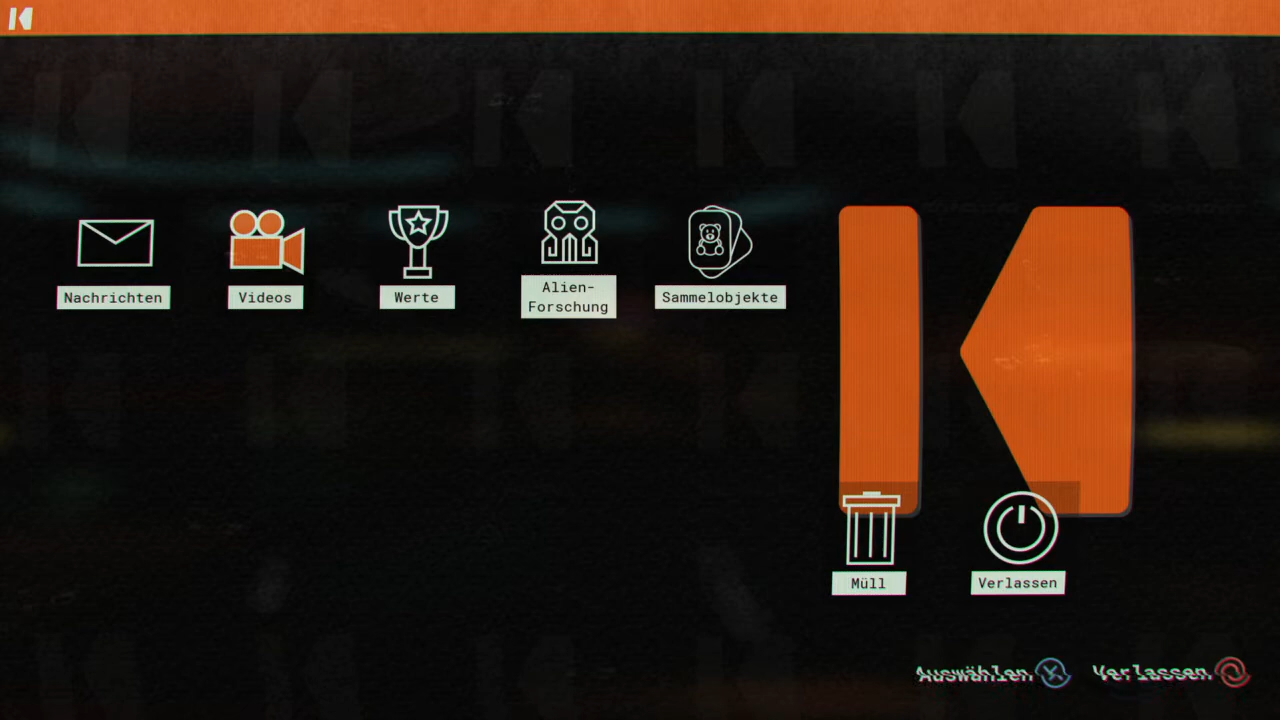 Nachrichten
Videos
Werte
Alien-
Forschung
Sammelobjekte
Müll
Verlassen
Auswählen
Verlassen